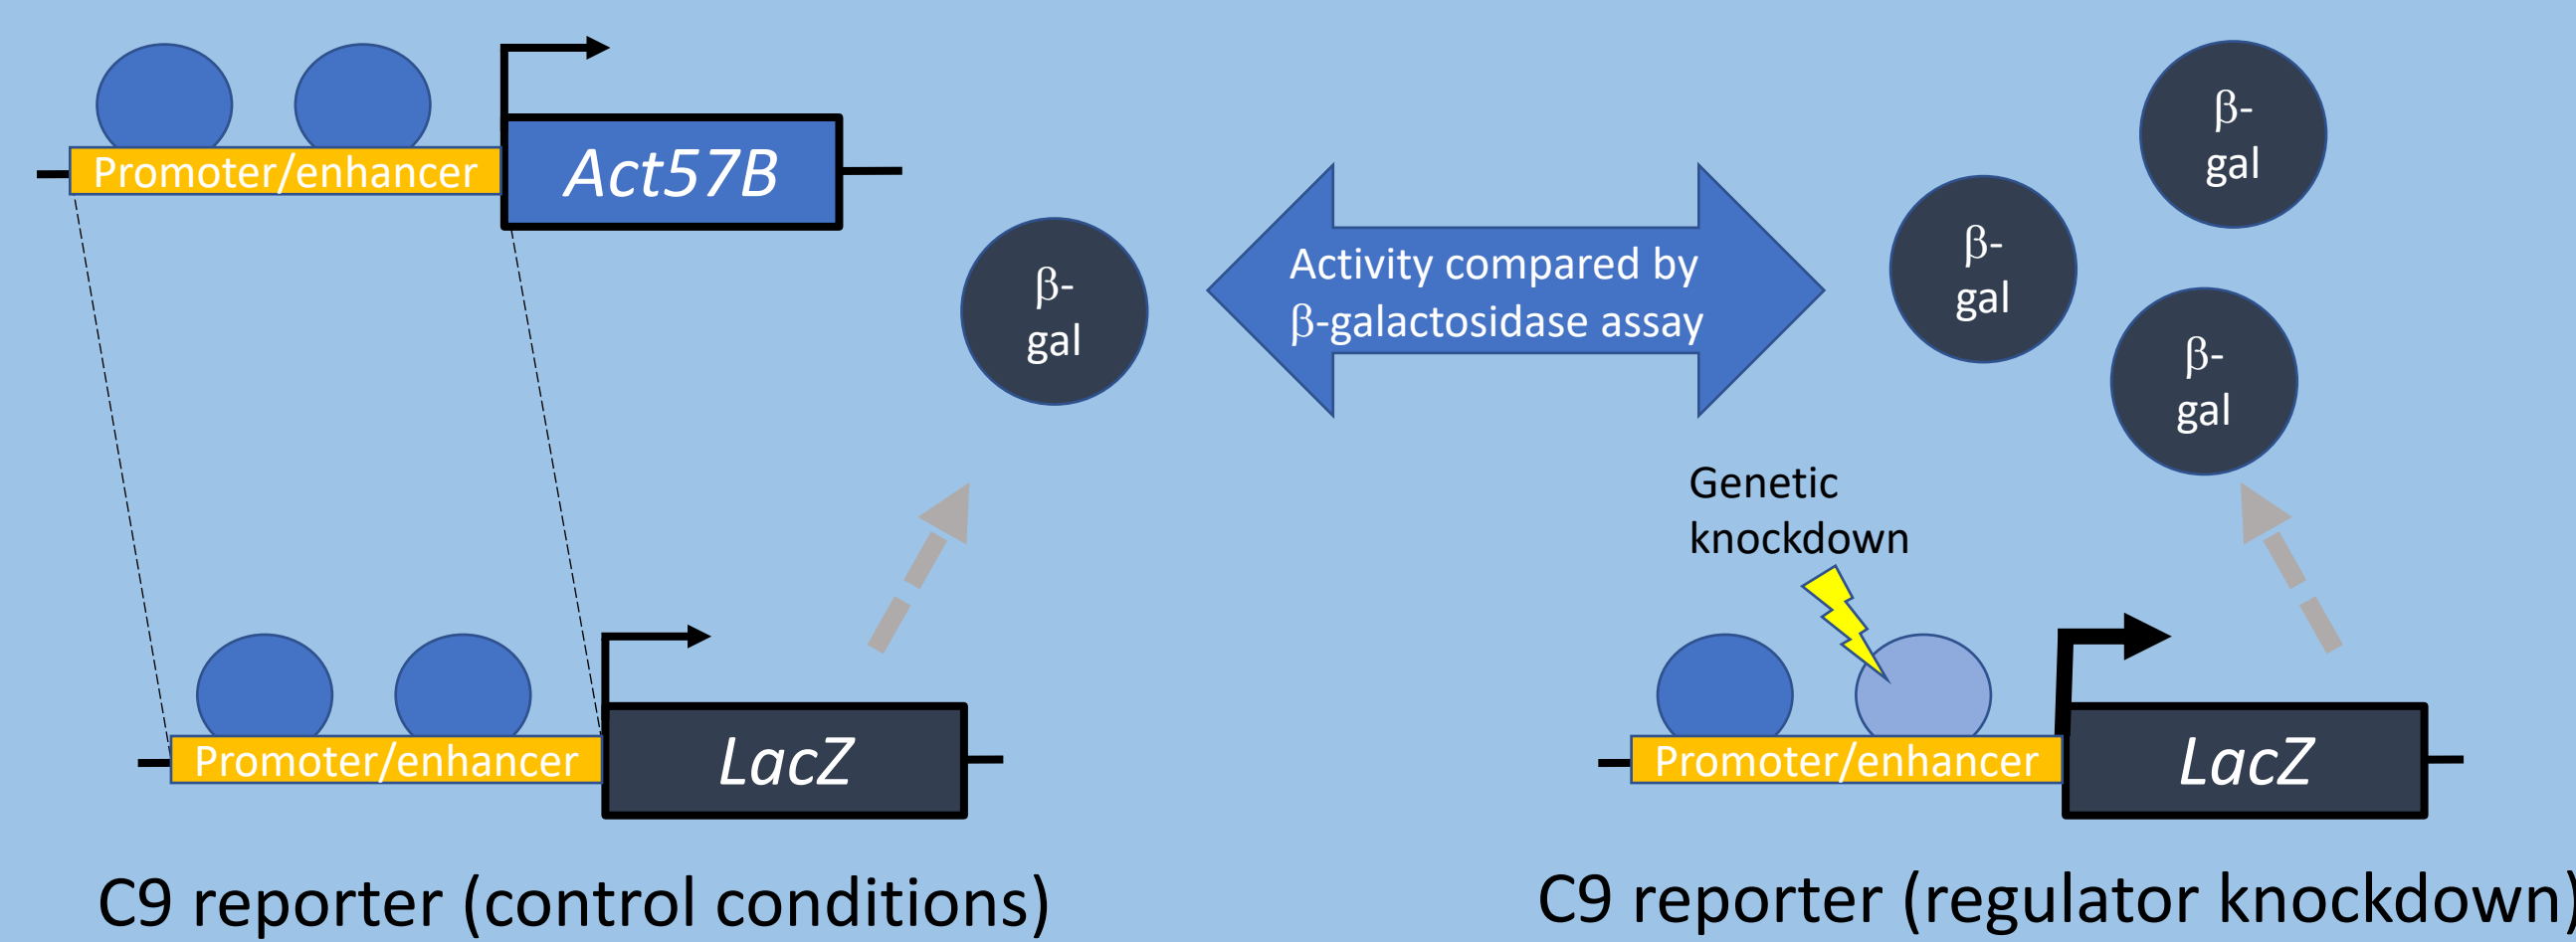 Promoter/enhancer
Act57B
β-
gal
Activity compared by
β-galactosidase assay
β-
gal
β-
gal
β-
gal
Genetic
knockdown
Promoter/enhancer
LacZ
Promoter/enhancer
LacZ
C9 reporter (control conditions)
C9 reporter (regulator knockdown)